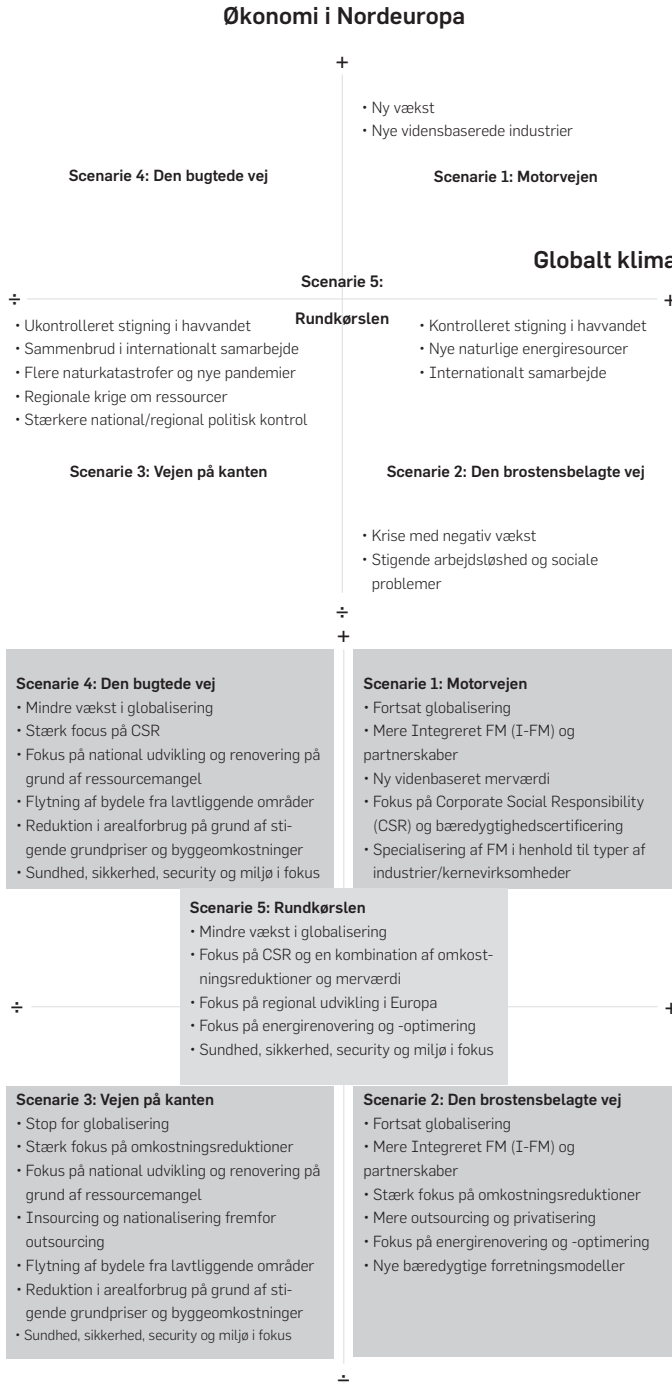 Økonomi i Nordeuropa
+
• Ny vækst
• Nye vidensbaserede industrier
Scenarie 4: Den bugtede vej
Scenarie 1: Motorvejen
Globalt klima
Scenarie 5:
Rundkørslen
÷
+
• Ukontrolleret stigning i havvandet
• Sammenbrud i internationalt samarbejde
• Flere naturkatastrofer og nye pandemier
• Regionale krige om ressourcer
• Stærkere national/regional politisk kontrol
• Kontrolleret stigning i havvandet
• Nye naturlige energiresourcer
• Internationalt samarbejde
Scenarie 3: Vejen på kanten
Scenarie 2: Den brostensbelagte vej
• Krise med negativ vækst
• Stigende arbejdsløshed og sociale
problemer
÷
+
Scenarie 4: Den bugtede vej
• Mindre vækst i globalisering
• Stærk focus på CSR
• Fokus på national udvikling og renovering på
grund af ressourcemangel
• Flytning af bydele fra lavtliggende områder
• Reduktion i arealforbrug på grund af sti-
gende grundpriser og byggeomkostninger
• Sundhed, sikkerhed, security og miljø i fokus
Scenarie 1: Motorvejen
• Fortsat globalisering
• Mere Integreret FM (I-FM) og
partnerskaber
• Ny videnbaseret merværdi
• Fokus på Corporate Social Responsibility
(CSR) og bæredygtighedscertificering
• Specialisering af FM i henhold til typer af
industrier/kernevirksomheder
Scenarie 5: Rundkørslen
• Mindre vækst i globalisering
• Fokus på CSR og en kombination af omkost-
ningsreduktioner og merværdi
• Fokus på regional udvikling i Europa
• Fokus på energirenovering og -optimering
• Sundhed, sikkerhed, security og miljø i fokus
÷
+
Scenarie 3: Vejen på kanten
• Stop for globalisering
• Stærk fokus på omkostningsreduktioner
• Fokus på national udvikling og renovering på
grund af ressourcemangel
• Insourcing og nationalisering fremfor
outsourcing
• Flytning af bydele fra lavtliggende områder
• Reduktion i arealforbrug på grund af sti-
gende grundpriser og byggeomkostninger
• Sundhed, sikkerhed, security og miljø i fokus
Scenarie 2: Den brostensbelagte vej
• Fortsat globalisering
• Mere Integreret FM (I-FM) og
partnerskaber
• Stærk fokus på omkostningsreduktioner
• Mere outsourcing og privatisering
• Fokus på energirenovering og -optimering
• Nye bæredygtige forretningsmodeller
÷